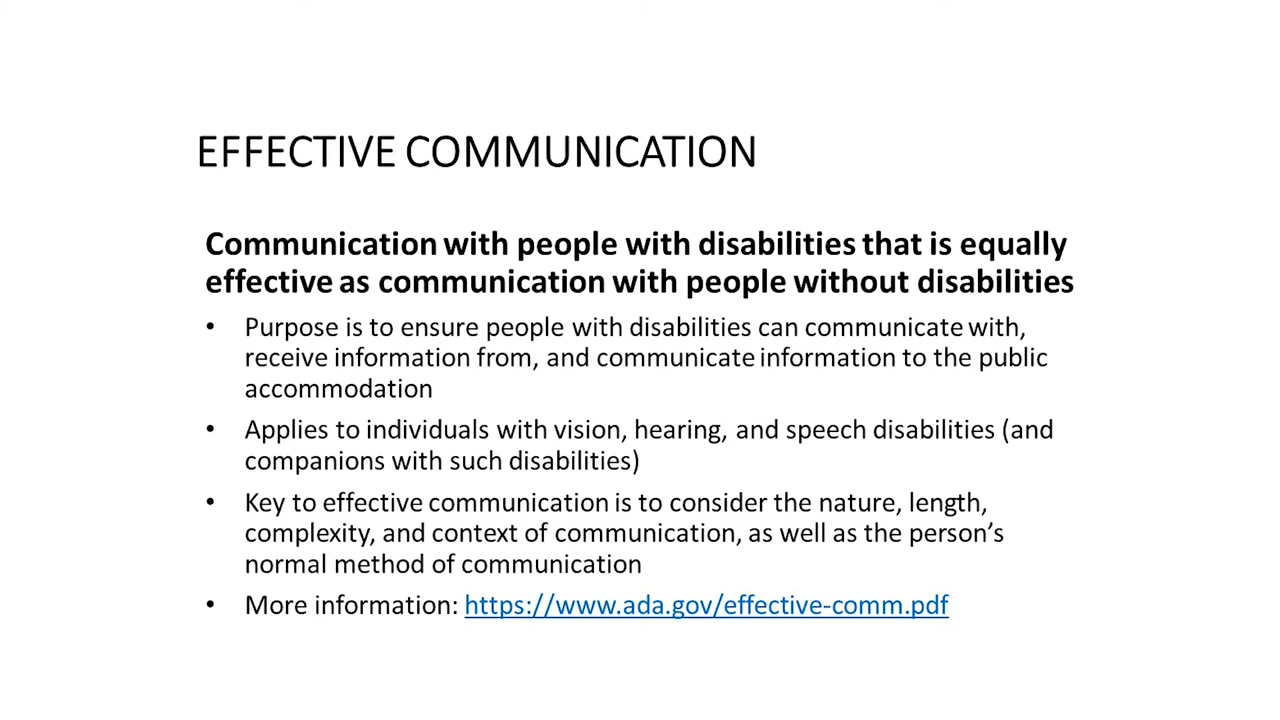 EFFECTIVE COMMUNICATION
Communication with people with disabilities that is equally
effective as communication with people without disabilities
• Purpose is to ensure people with disabilities can communicate with,
receive information from, and communicate information to the public
accommodation
• Applies to individuals with vision, hearing, and speech disabilities (and
companions with such disabilities)
• Key to effective communication is to consider the nature, length,
complexity, and context of communication, as well as the person’s
normal method of communication
• More information: https://www.ada.gov/effective-comm.pdf